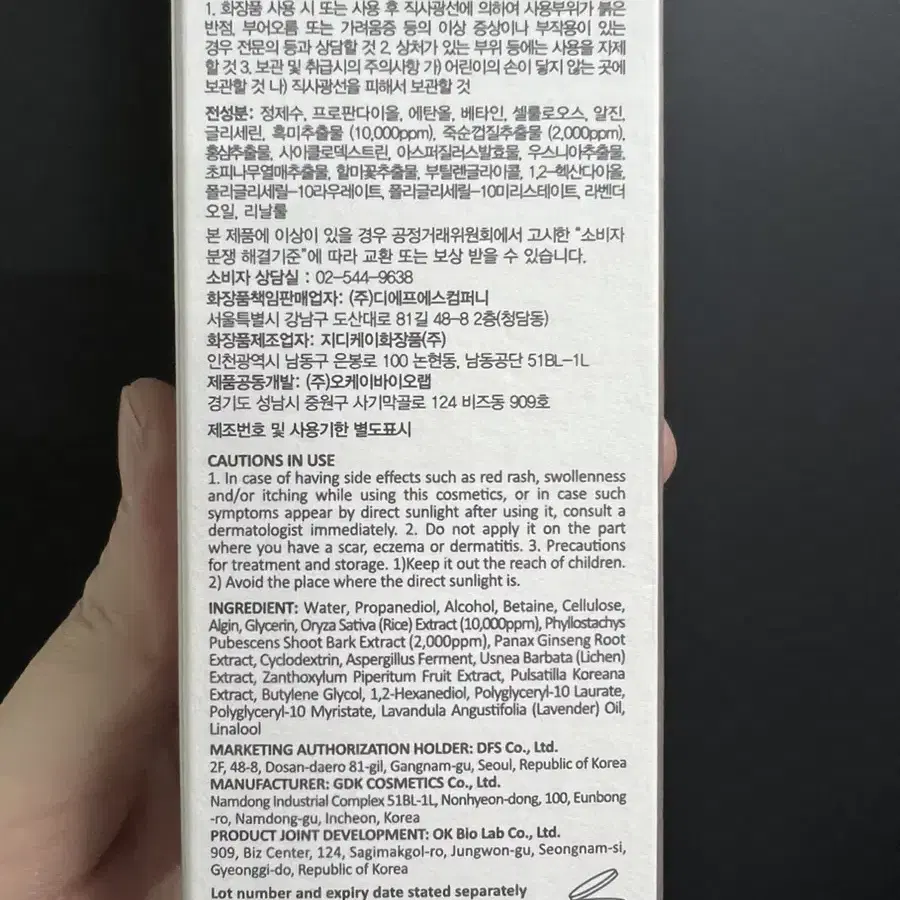 1. 화장품 사용 시 또는 사용 후 직사광선에 의하여 사용부위가 붉은
반점, 부어오름 또는 가려움증 등의 이상 증상이나 부작용이 있는
경우 전문의 등과 상담할 것 2. 상처가 있는 부위 등에는 사용을 자제
할 것 3. 보관 및 취급시의 주의사항 가) 어린이의 손이 닿지 않는 곳에
보관할 것 나) 직사광선을 피해서 보관할 것
전성분: 정제수, 프로판다이올, 에탄올, 베타인, 셀룰로오스, 알진,
글리세린, 흑미추출물 (10,000ppm), 죽순껍질추출물 (2,000ppm),
홍삼추출물, 사이클로덱스트린, 아스퍼질러스발효물, 우스니아추출물,
초피나무열매추출물, 할미꽃추출물, 부틸렌글라이콜, 1,2-헥산다이올,
폴리글리세릴-10라우레이트, 폴리글리세릴-10미리스테이트, 라벤더
오일, 리날룰
본 제품에 이상이 있을 경우 공정거래위원회에서 고시한 "소비자
분쟁 해결기준"에 따라 교환 또는 보상 받을 수 있습니다.
소비자 상담실 : 02-544-9638
화장품책임판매업자: (주)디에프에스컴퍼니
서울특별시 강남구 도산대로 81길 48-8 2층(청담동)
화장품제조업자: 지디케이화장품(주)
인천광역시 남동구 은봉로 100 논현동, 남동공단 51BL-1L
제품공동개발: (주)오케이바이오랩
경기도 성남시 중원구 사기막골로 124 비즈동 909호
제조번호 및 사용기한 별도표시
CAUTIONS IN USE
1. In case of having side effects such as red rash, swollenness
and/or itching while using this cosmetics, or in case such
symptoms appear by direct sunlight after using it, consult a
dermatologist immediately. 2. Do not apply it on the part
where you have a scar, eczema or dermatitis. 3. Precautions
for treatment and storage. 1)Keep it out the reach of children.
2) Avoid the place where the direct sunlight is.
INGREDIENT: Water, Propanediol, Alcohol, Betaine, Cellulose,
Algin, Glycerin, Oryza Sativa (Rice) Extract (10,000ppm), Phyllostachys
Pubescens Shoot Bark Extract (2,000ppm), Panax Ginseng Root
Extract, Cyclodextrin, Aspergillus Ferment, Usnea Barbata (Lichen)
Extract, Zanthoxylum Piperitum Fruit Extract, Pulsatilla Koreana
Extract, Butylene Glycol, 1,2-Hexanediol, Polyglyceryl-10 Laurate,
Polyglyceryl-10 Myristate, Lavandula Angustifolia (Lavender) Oil,
Linalool
MARKETING AUTHORIZATION HOLDER: DFS Co., Ltd.
2F, 48-8, Dosan-daero 81-gil, Gangnam-gu, Seoul, Republic of Korea
MANUFACTURER: GDK COSMETICS Co., Ltd.
Namdong Industrial Complex 51BL-1L, Nonhyeon-dong, 100, Eunbong
-ro, Namdong-gu, Incheon, Korea
PRODUCT JOINT DEVELOPMENT: OK Bio Lab Co., Ltd.
909, Biz Center, 124, Sagimakgol-ro, Jungwon-gu, Seongnam-si,
Gyeonggi-do, Republic of Korea
Lot number and expiry date stated separately